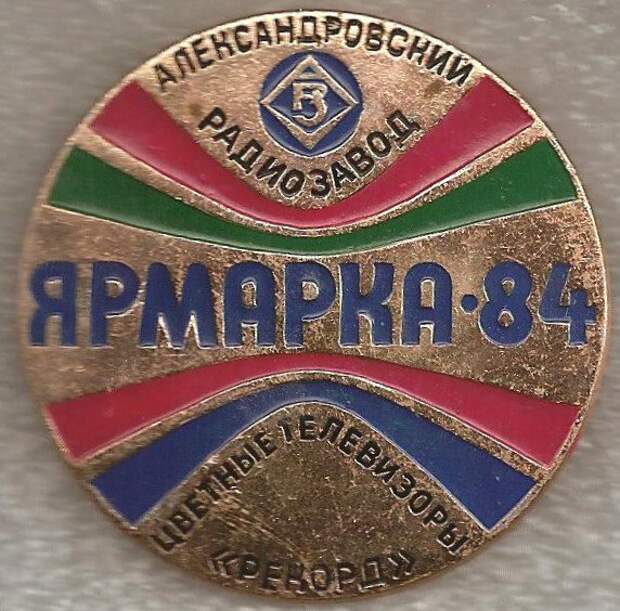 АЛЕКСАНДРОВСКИЙ
РАДИОЗАВОД
ЯРМАРКА·84
ЦВЕТНЫЕ ТЕЛЕВИЗОРЫ
«РЕКОРД»